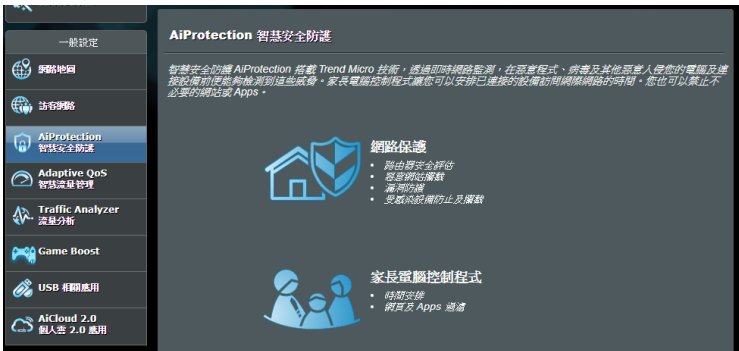 一般設定
網路地圖
訪客網路
AiProtection
智慧安全防護
Adaptive QoS
智慧流量管理
Traffic Analyzer
流量分析
Game Boost
USB 相關應用
AiCloud 2.0
個人雲 2.0 應用
AiProtection 智慧安全防護
智慧安全防護 AiProtection 搭載 Trend Micro 技術，透過即時網路監測，在惡意程式、病毒及其他惡意入侵您的電腦及連
接設備前便能夠檢測到這些威脅。家長電腦控制程式讓您可以安排已連接的設備訪問網際網路的時間。您也可以禁止不
必要的網站或 Apps。
網路保護
• 路由器安全評估
• 惡意網站攔截
• 漏洞防護
• 受感染設備防止及攔截
家長電腦控制程式
• 時間安排
• 網頁及 Apps 過濾